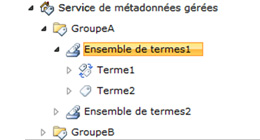 Service de métadonnées gérées
GroupeA
Ensemble de termes1
Terme1
Terme2
Ensemble de termes2
GroupeB